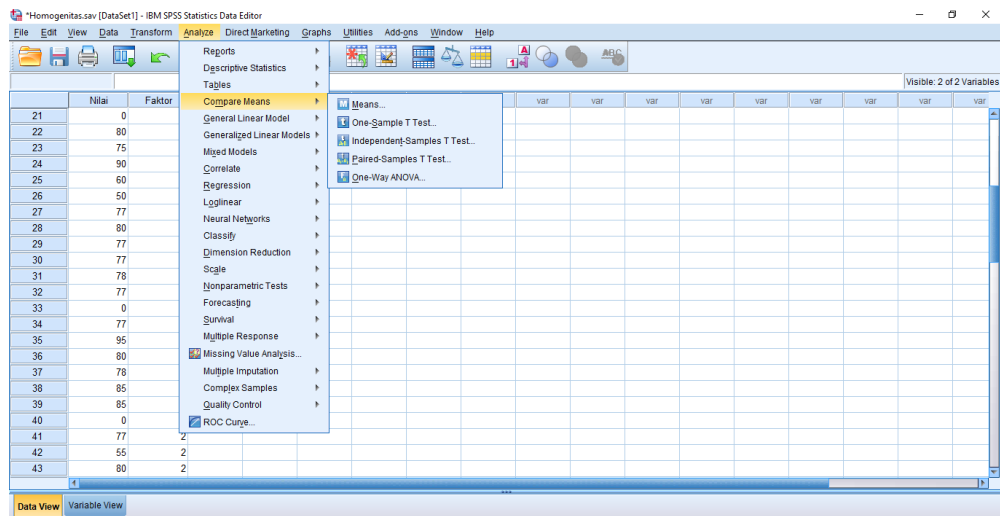 *Homogenitas.sav [DataSet1] - IBM SPSS Statistics Data Editor
File Edit View Data Transform Analyze Direct Marketing Graphs Utilities Add-ons Window Help
Visible: 2 of 2 Variables
Nilai Faktor var var var var var var var var var
21 0
22 80
23 75
24 90
25 60
26 50
27 77
28 80
29 77
30 77
31 78
32 77
33 0
34 77
35 95
36 80
37 78
38 85
39 85
40 0
41 77 2
42 55 2
43 80 2
Reports
Descriptive Statistics
Tables
Compare Means
General Linear Model
Generalized Linear Models
Mixed Models
Correlate
Regression
Loglinear
Neural Networks
Classify
Dimension Reduction
Scale
Nonparametric Tests
Forecasting
Survival
Multiple Response
Missing Value Analysis...
Multiple Imputation
Complex Samples
Quality Control
ROC Curve...
Means...
One-Sample T Test...
Independent-Samples T Test...
Paired-Samples T Test...
One-Way ANOVA...
Data View Variable View